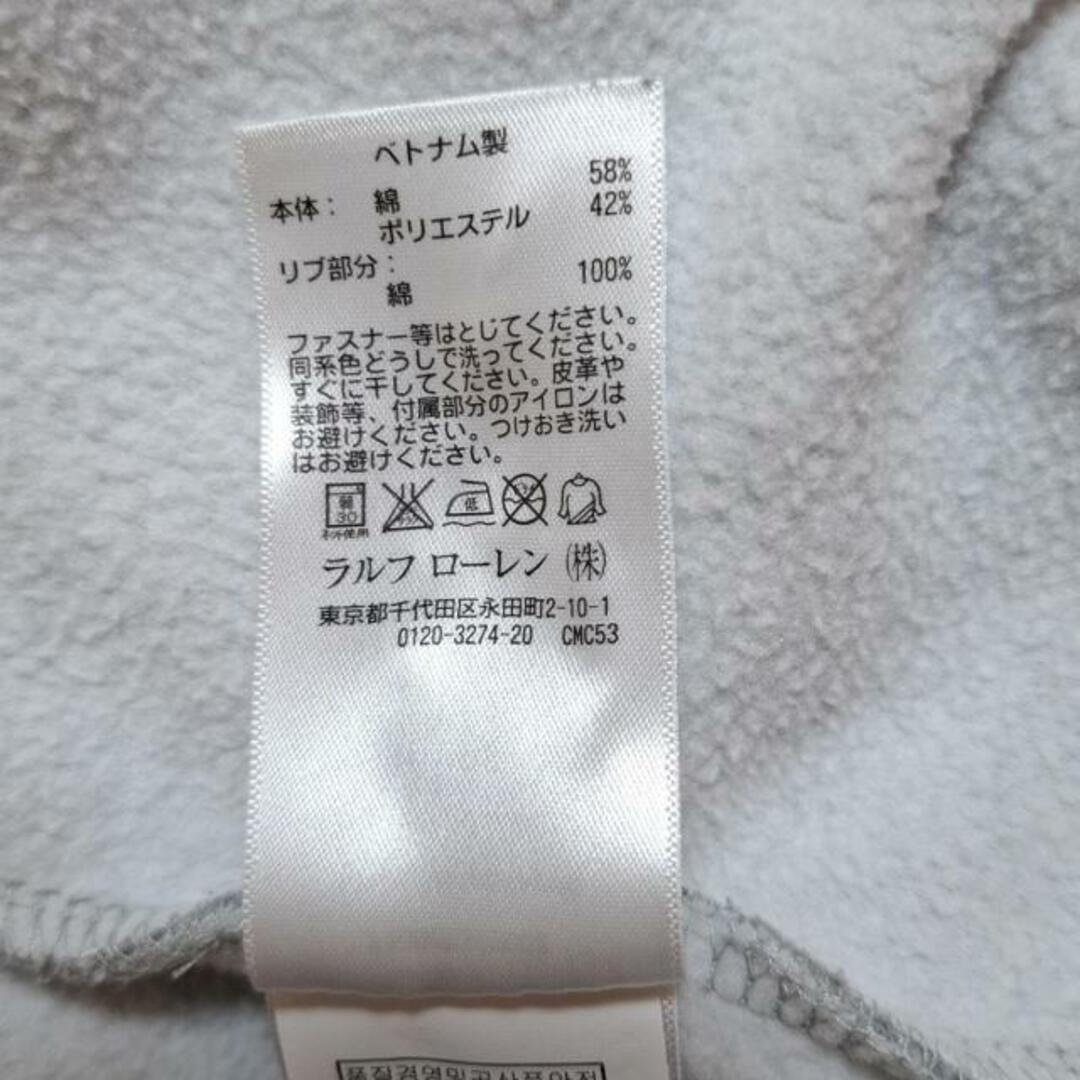 ベトナム製
本体： 綿 58%
ポリエステル 42%
リブ部分：
綿 100%
ファスナー等はとじてください。
同系色どうしで洗ってください。
すぐに干してください。皮革や
装飾等、付属部分のアイロンは
お避けください。つけおき洗い
はお避けください。
弱 30 低
ネット使用
ラルフ ローレン ㈱
東京都千代田区永田町2-10-1
0120-3274-20 CMC53